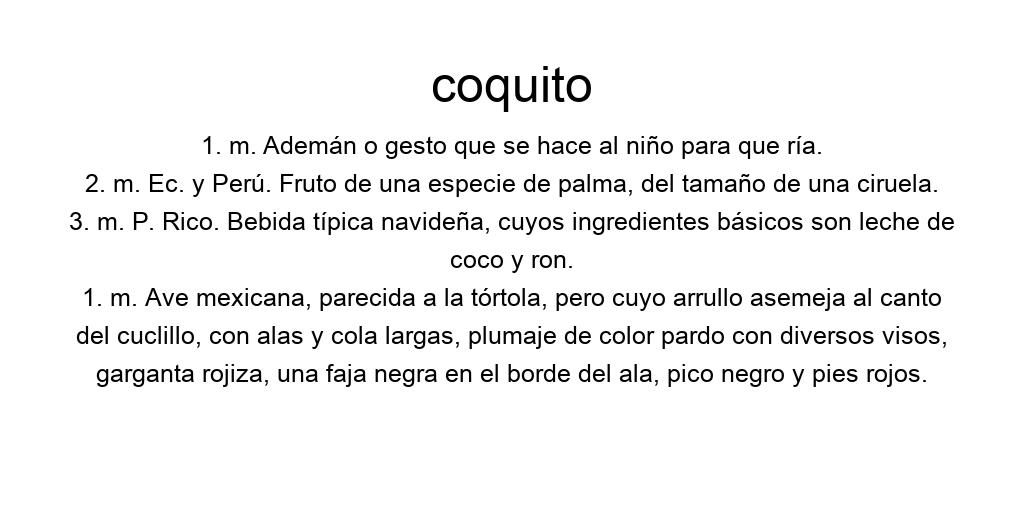 coquito
1. m. Ademán o gesto que se hace al niño para que ría.
2. m. Ec. y Perú. Fruto de una especie de palma, del tamaño de una ciruela.
3. m. P. Rico. Bebida típica navideña, cuyos ingredientes básicos son leche de
coco y ron.
1. m. Ave mexicana, parecida a la tórtola, pero cuyo arrullo asemeja al canto
del cuclillo, con alas y cola largas, plumaje de color pardo con diversos visos,
garganta rojiza, una faja negra en el borde del ala, pico negro y pies rojos.